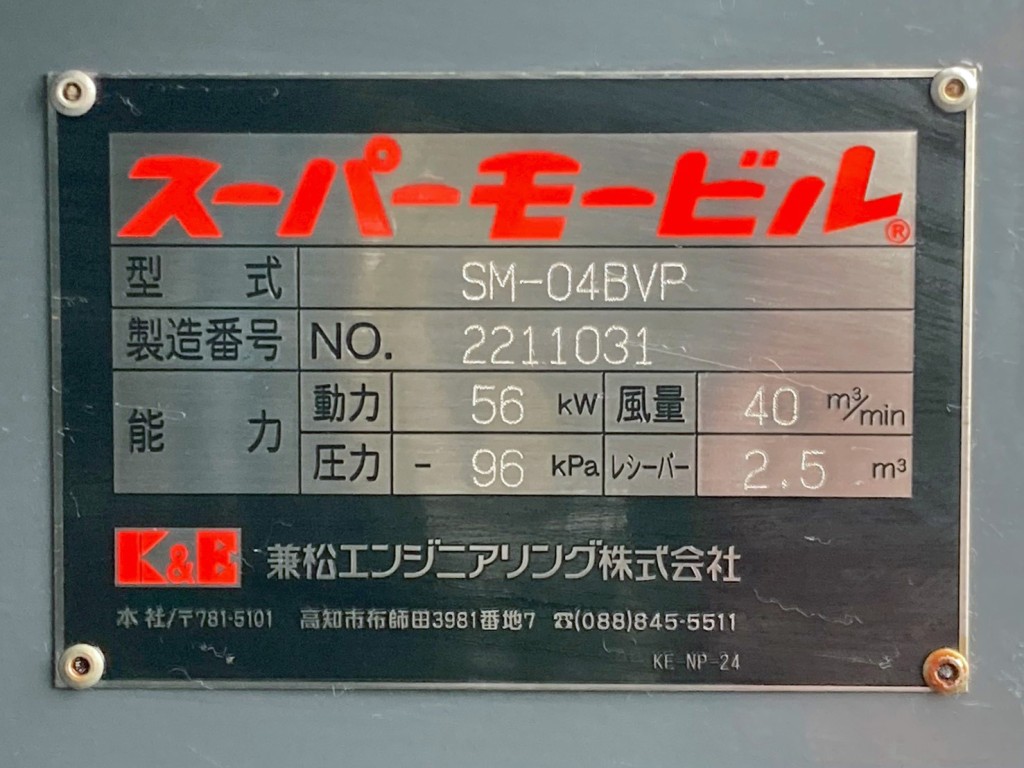 スーパーモービル®
型式 SM-04BVP
製造番号 NO. 2211031
能力 動力 56 kW 風量 40 m³/min
圧力 - 96 kPa レシーバー 2.5 m³
K&E 兼松エンジニアリング株式会社
本社/〒781-5101 高知市布師田3981番地7 ☎(088)845-5511
KE-NP-24